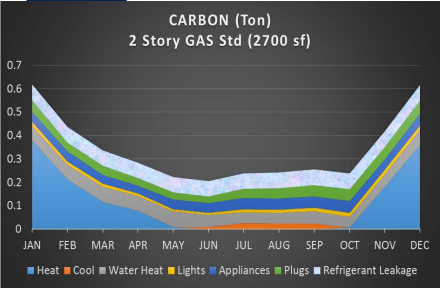 CARBON (Ton)
2 Story GAS Std (2700 sf)
0.7
0.6
0.5
0.4
0.3
0.2
0.1
0
JAN FEB MAR APR MAY JUN JUL AUG SEP OCT NOV DEC
Heat Cool Water Heat Lights Appliances Plugs Refrigerant Leakage